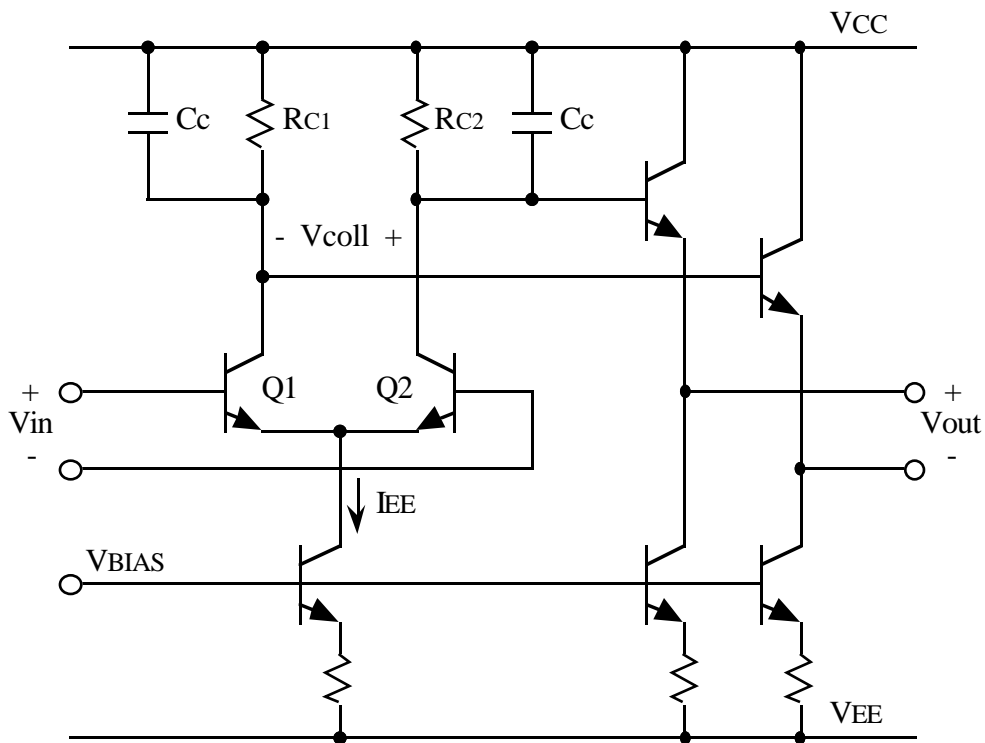 VCC
Cc RC1 RC2 Cc
- Vcoll +
+ Q1 Q2 +
Vin Vout
- -
IEE
VBIAS
VEE